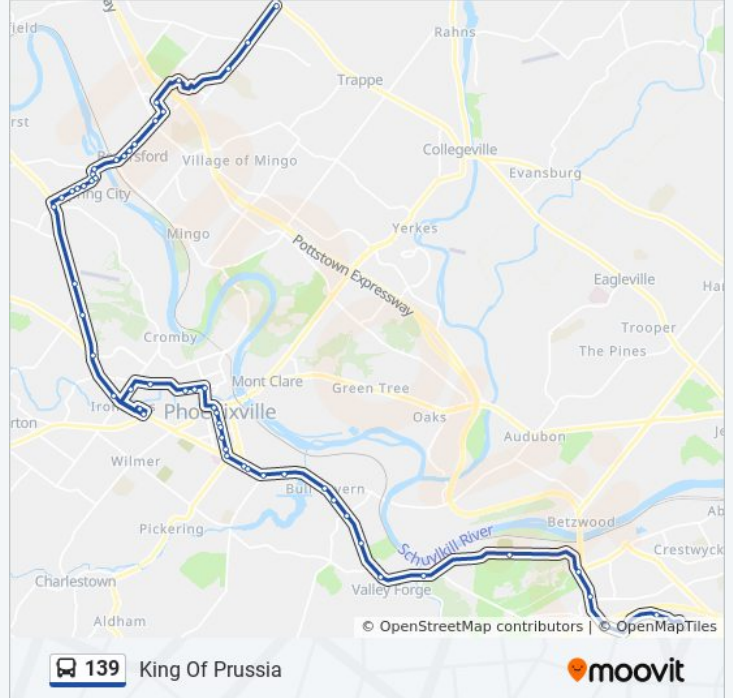 Rahns
Trappe
Collegeville
Village of Mingo
Evansburg
Mingo
Yerkes
Pottstown Expressway
Eagleville
Trooper
The Pines
Cromby
Mont Clare
Green Tree
Phoenixville
Oaks
Audubon
Wilmer
Betzwood
Pickering
Schuylkill River
Crestwyck
Charlestown
Valley Forge
Aldham
© OpenStreetMap contributors | © OpenMapTiles
139 King Of Prussia
moovit